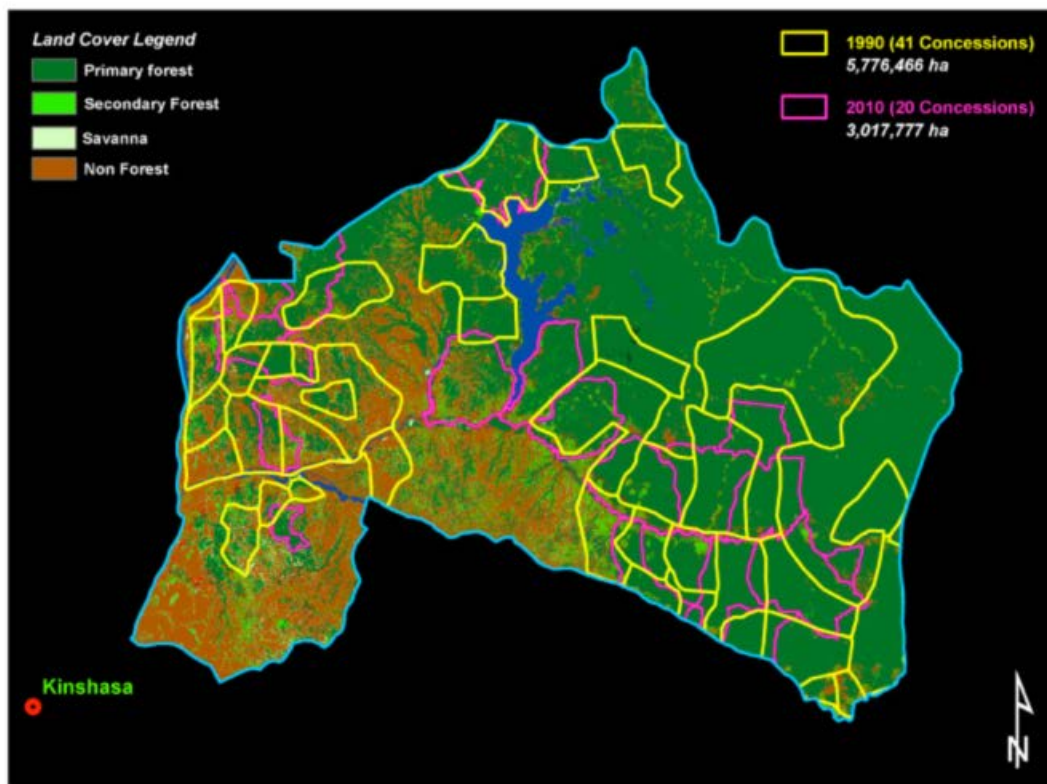 Land Cover Legend
Primary forest
Secondary Forest
Savanna
Non Forest
1990 (41 Concessions)
5,776,466 ha
2010 (20 Concessions)
3,017,777 ha
Kinshasa
N